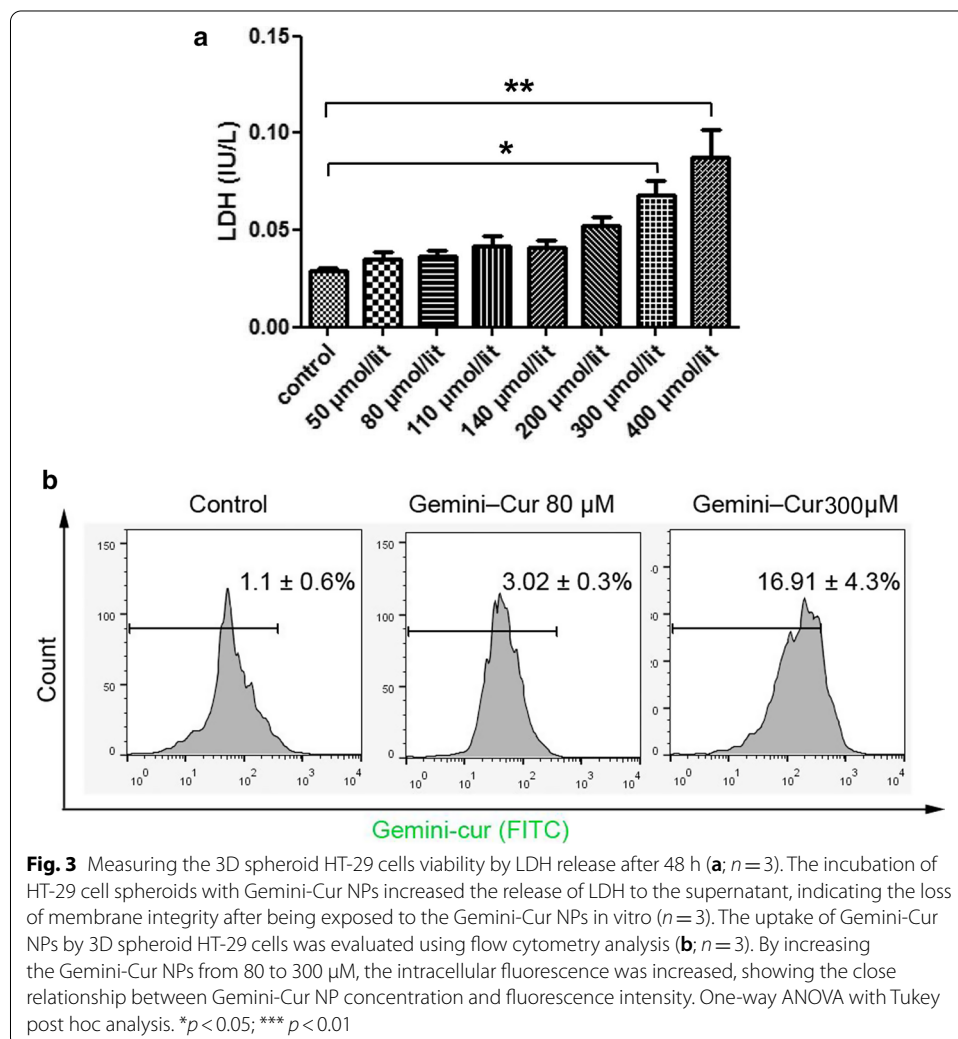 a
0.15
0.10
0.05
0.00
LDH (IU/L)
**
*
control
50 µmol/lit
80 µmol/lit
110 µmol/lit
140 µmol/lit
200 µmol/lit
300 µmol/lit
400 µmol/lit
b
Control
Gemini–Cur 80 µM
Gemini–Cur300µM
Count
150
100
50
0
1.1 ± 0.6%
10⁰ 10¹ 10² 10³ 10⁴
150
100
50
0
3.02 ± 0.3%
10⁰ 10¹ 10² 10³ 10⁴
16.91 ± 4.3%
10⁰ 10¹ 10² 10³ 10⁴
Gemini-cur (FITC)
Fig. 3 Measuring the 3D spheroid HT-29 cells viability by LDH release after 48 h (a; n = 3). The incubation of
HT-29 cell spheroids with Gemini-Cur NPs increased the release of LDH to the supernatant, indicating the loss
of membrane integrity after being exposed to the Gemini-Cur NPs in vitro (n = 3). The uptake of Gemini-Cur
NPs by 3D spheroid HT-29 cells was evaluated using flow cytometry analysis (b; n = 3). By increasing
the Gemini-Cur NPs from 80 to 300 µM, the intracellular fluorescence was increased, showing the close
relationship between Gemini-Cur NP concentration and fluorescence intensity. One-way ANOVA with Tukey
post hoc analysis. *p < 0.05; *** p < 0.01